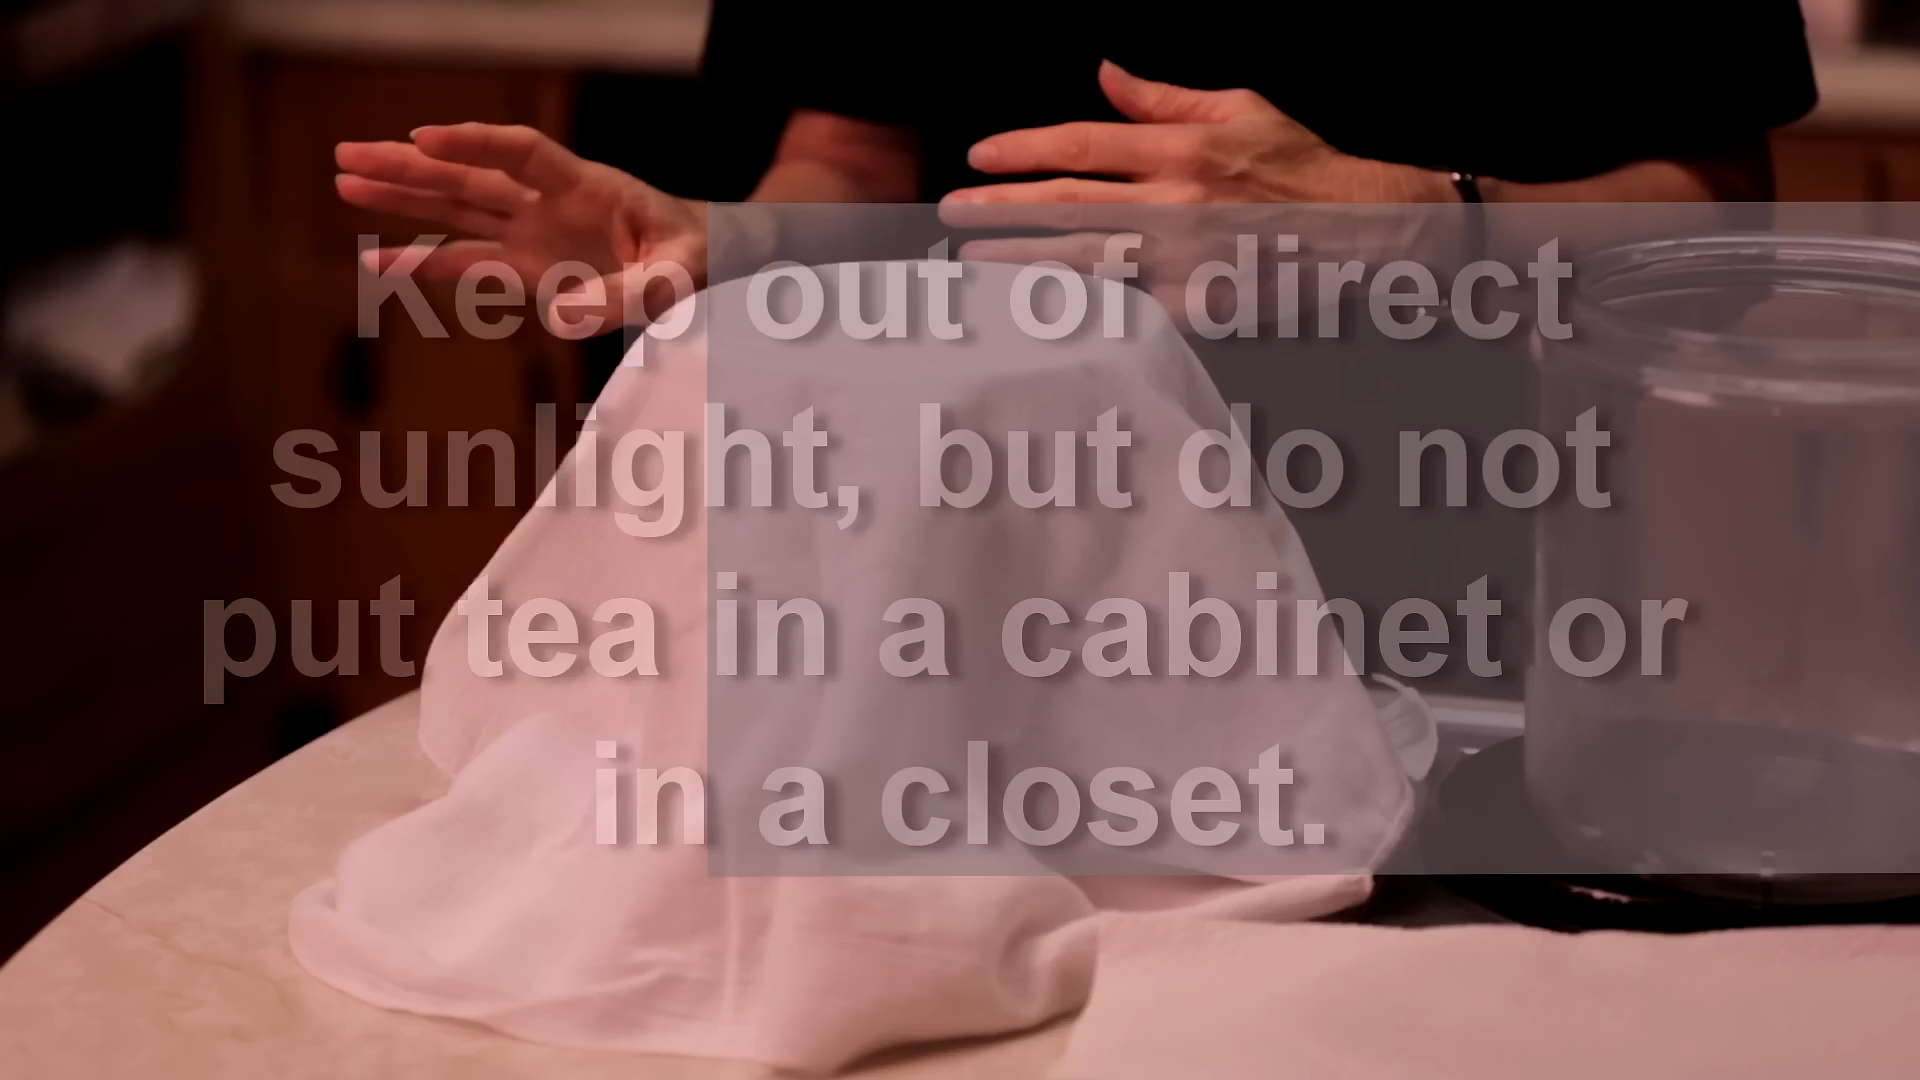 Keep out of direct
sunlight, but do not
put tea in a cabinet or
in a closet.